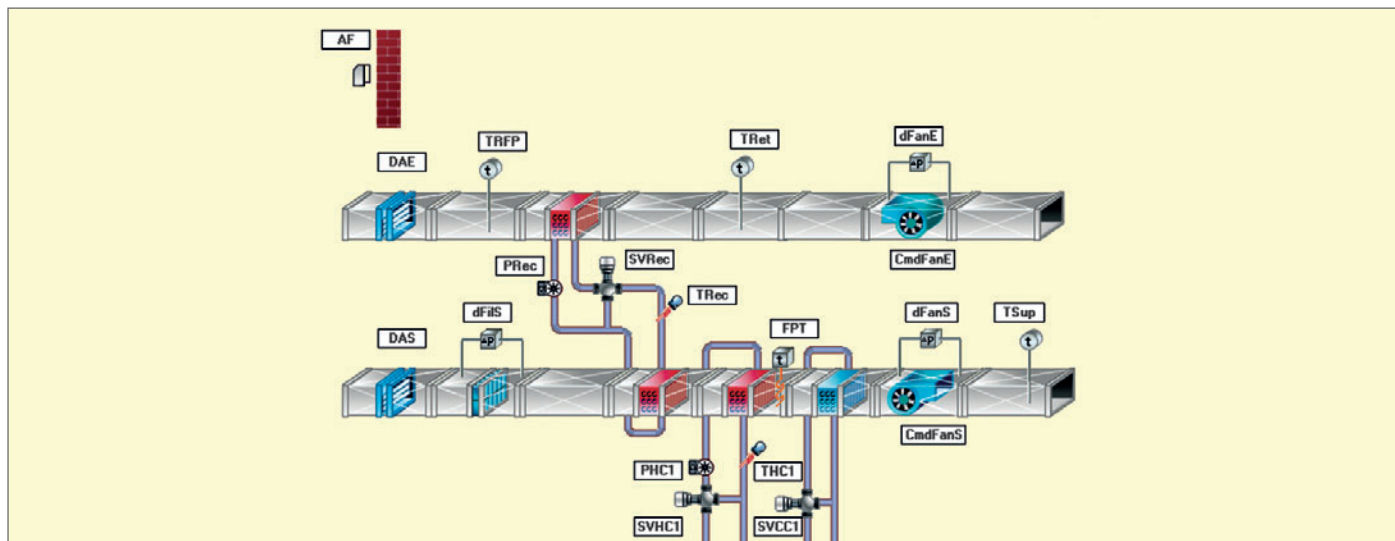 AF
TRFP
TRet
dFanE
DAE
t
t
▲P
CmdFanE
PRec
SVRec
TRec
dFilS
FPT
dFanS
TSup
DAS
▲P
t
▲P
t
CmdFanS
PHC1
THC1
SVHC1
SVCC1